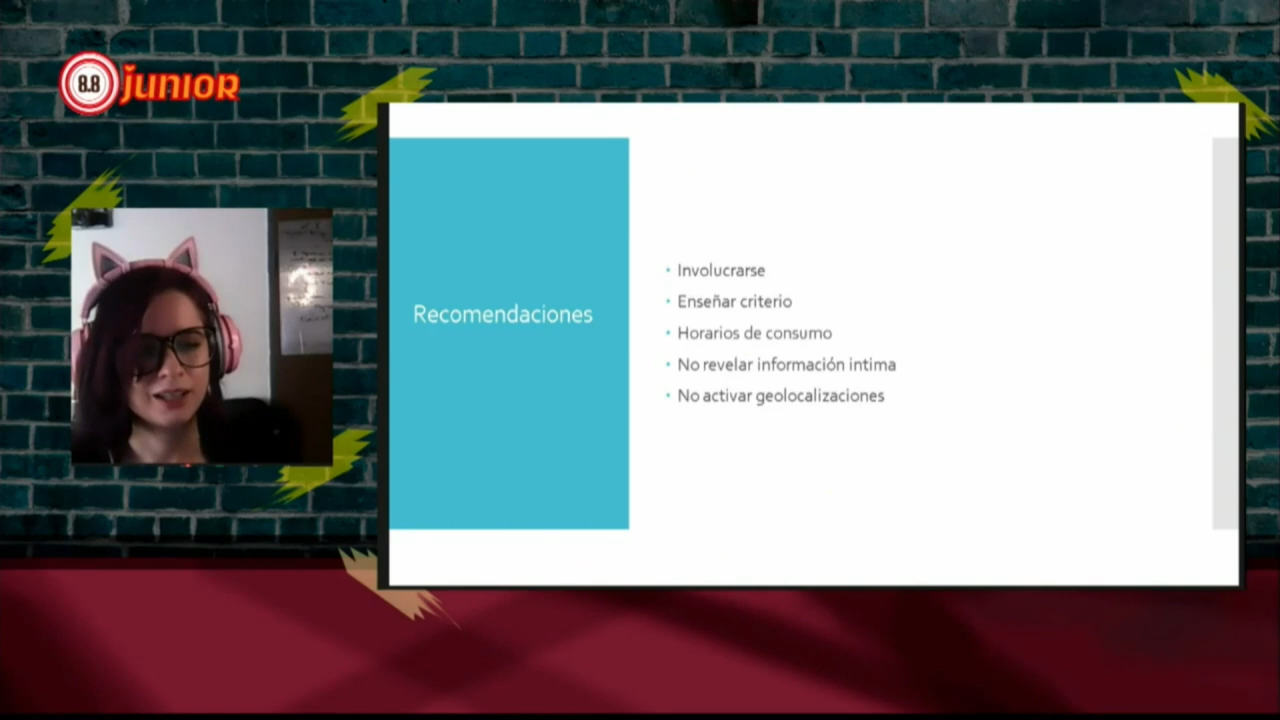 8.8 JUNIOR
Recomendaciones
• Involucrarse
• Enseñar criterio
• Horarios de consumo
• No revelar información intima
• No activar geolocalizaciones